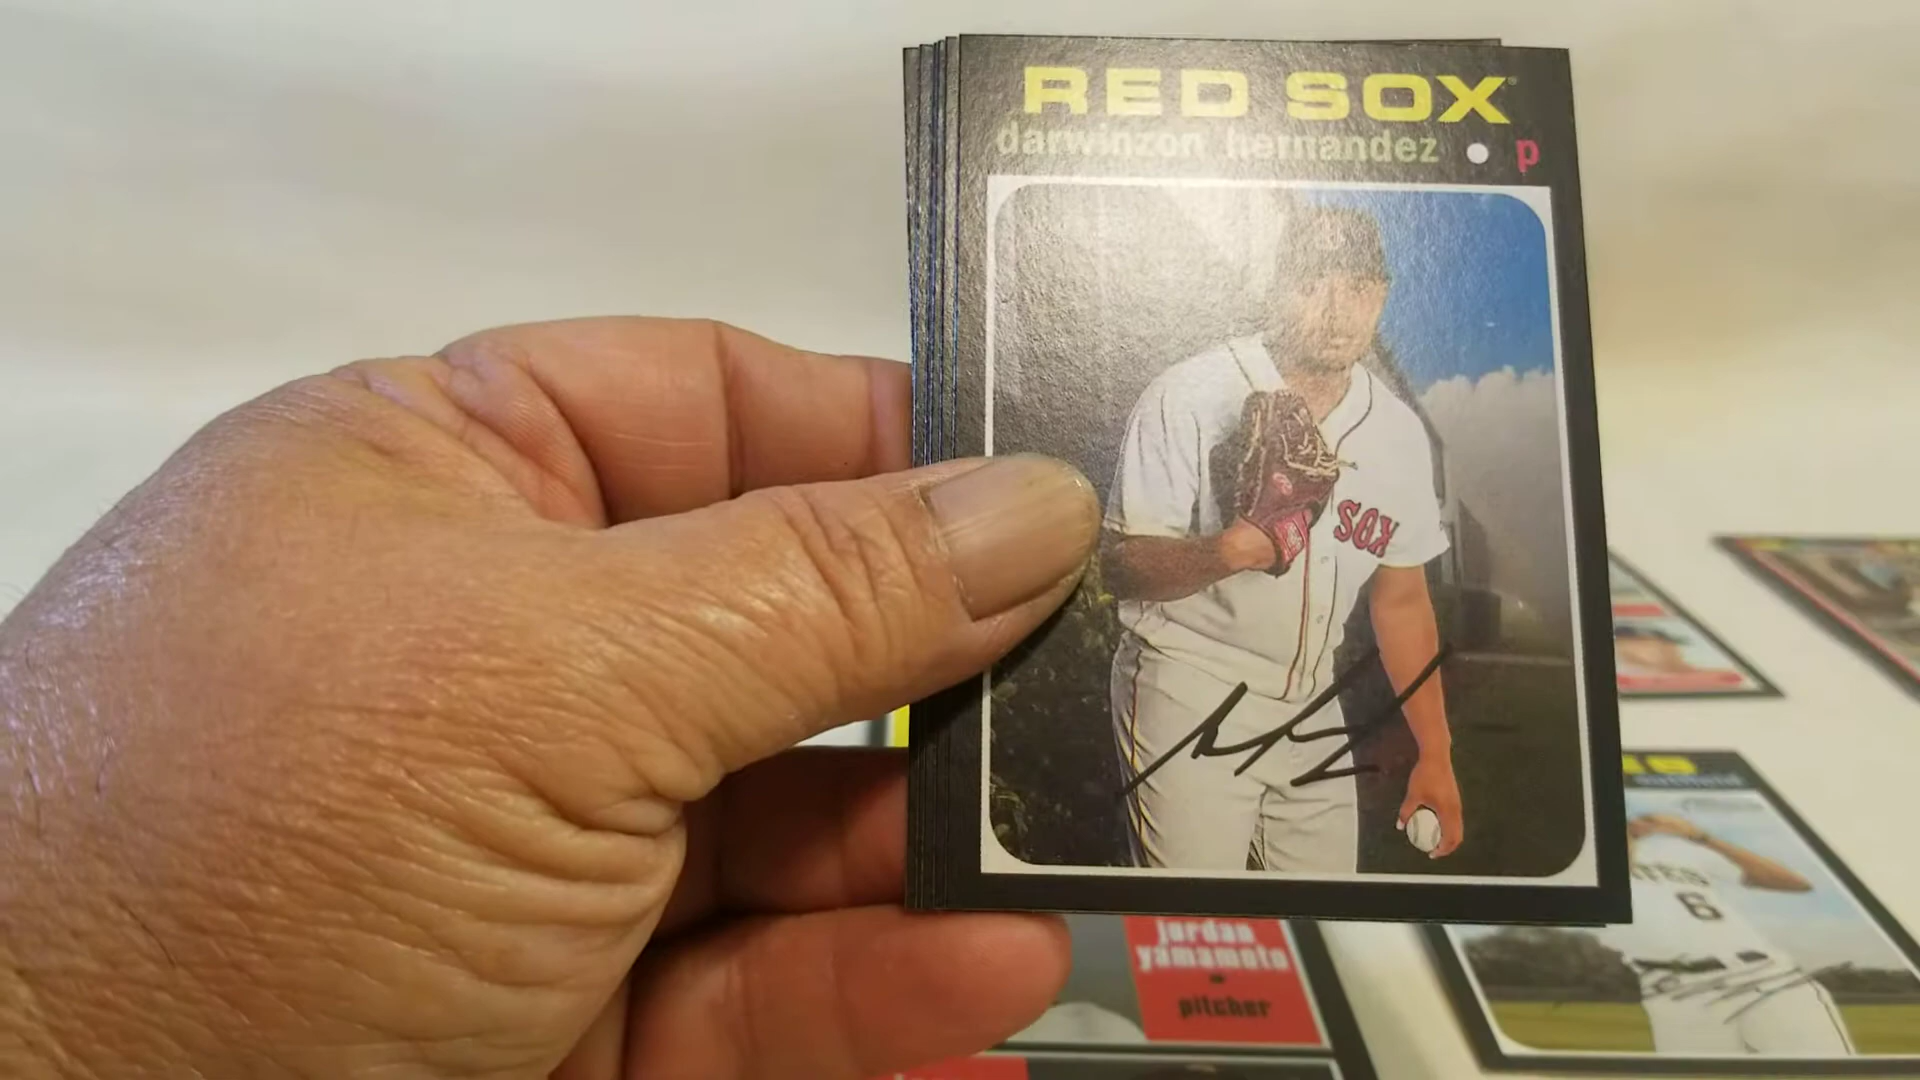 RED SOX
darwinzon hernandez • p
SOX
6
jordan
yamamoto
• pitcher